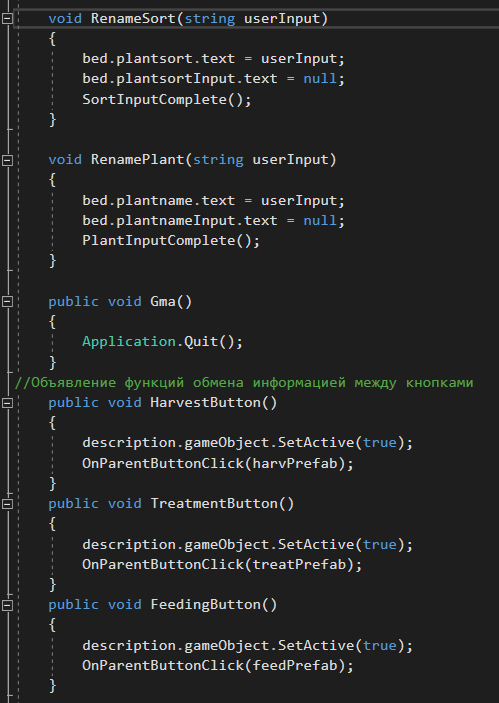 void RenameSort(string userInput)
{
bed.plantsort.text = userInput;
bed.plantsortInput.text = null;
SortInputComplete();
}
void RenamePlant(string userInput)
{
bed.plantname.text = userInput;
bed.plantnameInput.text = null;
PlantInputComplete();
}
public void Gma()
{
Application.Quit();
}
//Объявление функций обмена информацией между кнопками
public void HarvestButton()
{
description.gameObject.SetActive(true);
OnParentButtonClick(harvPrefab);
}
public void TreatmentButton()
{
description.gameObject.SetActive(true);
OnParentButtonClick(treatPrefab);
}
public void FeedingButton()
{
description.gameObject.SetActive(true);
OnParentButtonClick(feedPrefab);
}